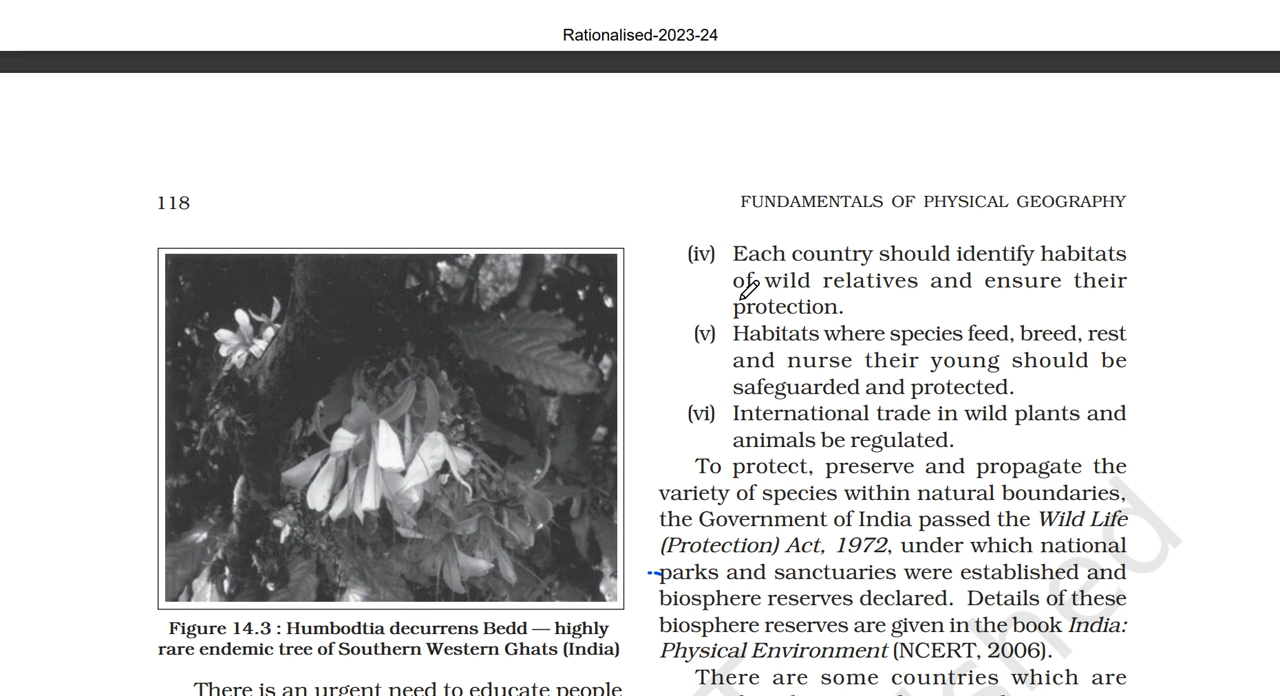 Rationalised-2023-24
118
FUNDAMENTALS OF PHYSICAL GEOGRAPHY
Figure 14.3 : Humbodtia decurrens Bedd — highly
rare endemic tree of Southern Western Ghats (India)
There is an urgent need to educate people
(iv) Each country should identify habitats
of wild relatives and ensure their
protection.
(v) Habitats where species feed, breed, rest
and nurse their young should be
safeguarded and protected.
(vi) International trade in wild plants and
animals be regulated.
To protect, preserve and propagate the
variety of species within natural boundaries,
the Government of India passed the Wild Life
(Protection) Act, 1972, under which national
parks and sanctuaries were established and
biosphere reserves declared. Details of these
biosphere reserves are given in the book India:
Physical Environment (NCERT, 2006).
There are some countries which are